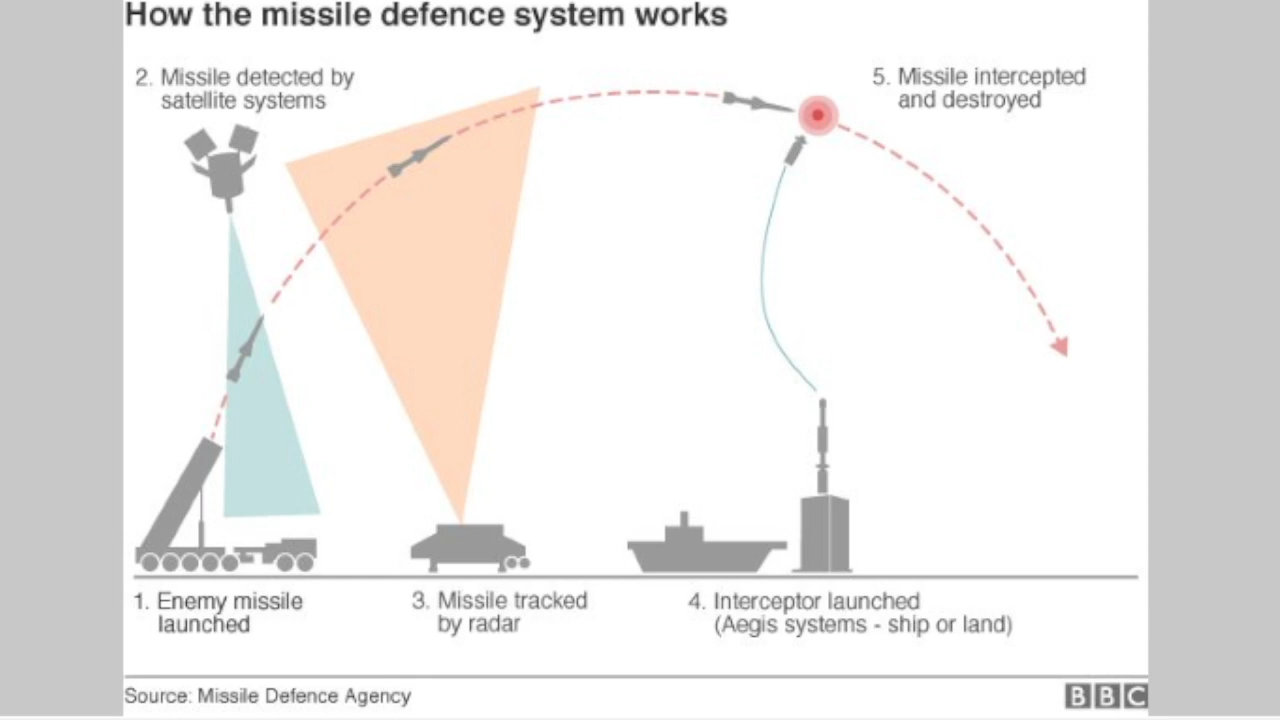 How the missile defence system works
2. Missile detected by
satellite systems
5. Missile intercepted
and destroyed
1. Enemy missile
launched
3. Missile tracked
by radar
4. Interceptor launched
(Aegis systems - ship or land)
Source: Missile Defence Agency
BBC